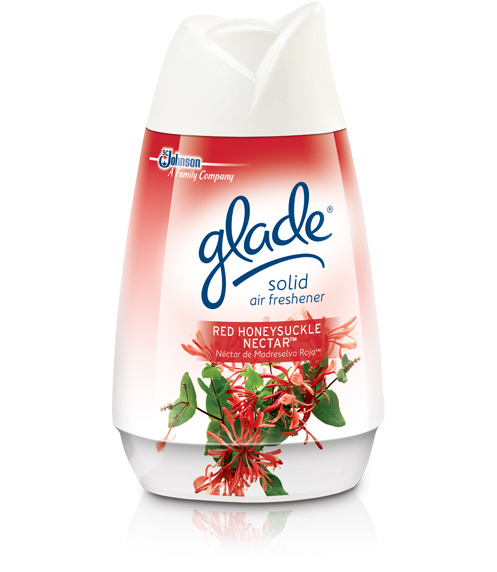 SC
Johnson
A Family Company
glade®
solid
air freshener
RED HONEYSUCKLE
NECTAR™
Néctar de Madreselva Roja™